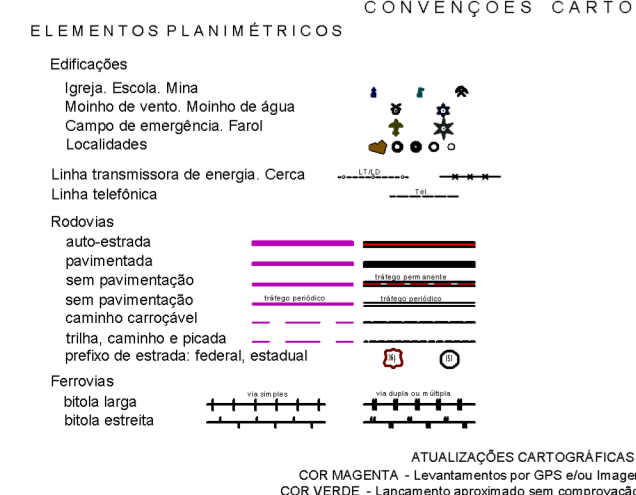 CONVENÇOES CARTO
ELEMENTOS PLANIMÉTRICOS
Edificações
Igreja. Escola. Mina
Moinho de vento. Moinho de água
Campo de emergência. Farol
Localidades
Linha transmissora de energia. Cerca LT/LD
Linha telefônica Tel.
Rodovias
auto-estrada
pavimentada
sem pavimentação tráfego permanente
sem pavimentação tráfego periódico tráfego periódico
caminho carroçável
trilha, caminho e picada
prefixo de estrada: federal, estadual 151
Ferrovias
bitola larga via simples via dupla ou múltipla
bitola estreita
ATUALIZAÇÕES CARTOGRÁFICAS
COR MAGENTA - Levantamentos por GPS e/ou Imagen
COR VERDE - Lançamento aproximado sem comprovação